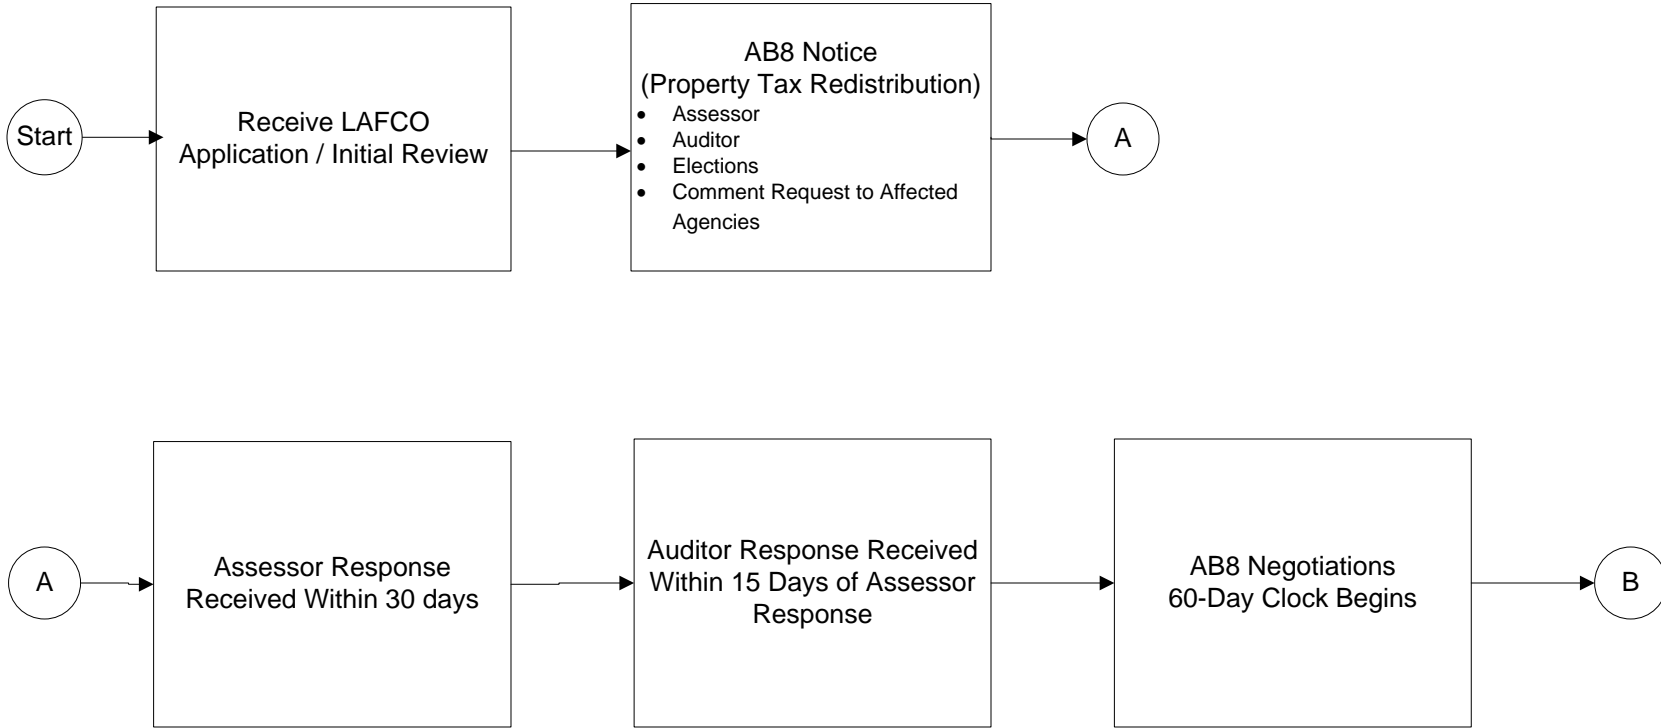 Start
Receive LAFCO
Application / Initial Review
AB8 Notice
(Property Tax Redistribution)
• Assessor
• Auditor
• Elections
• Comment Request to Affected
Agencies
A
A
Assessor Response
Received Within 30 days
Auditor Response Received
Within 15 Days of Assessor
Response
AB8 Negotiations
60-Day Clock Begins
B